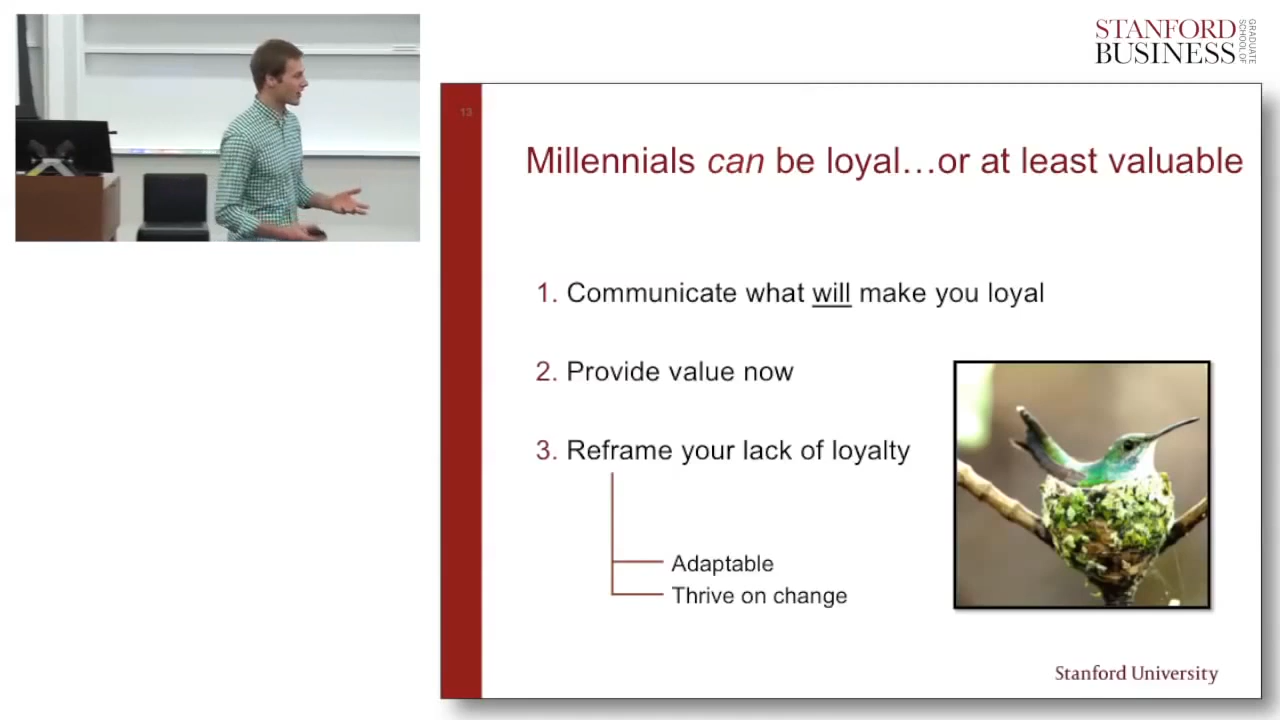 STANFORD
BUSINESS
GRADUATE
SCHOOL OF
13
Millennials can be loyal…or at least valuable
1. Communicate what will make you loyal
2. Provide value now
3. Reframe your lack of loyalty
Adaptable
Thrive on change
Stanford University